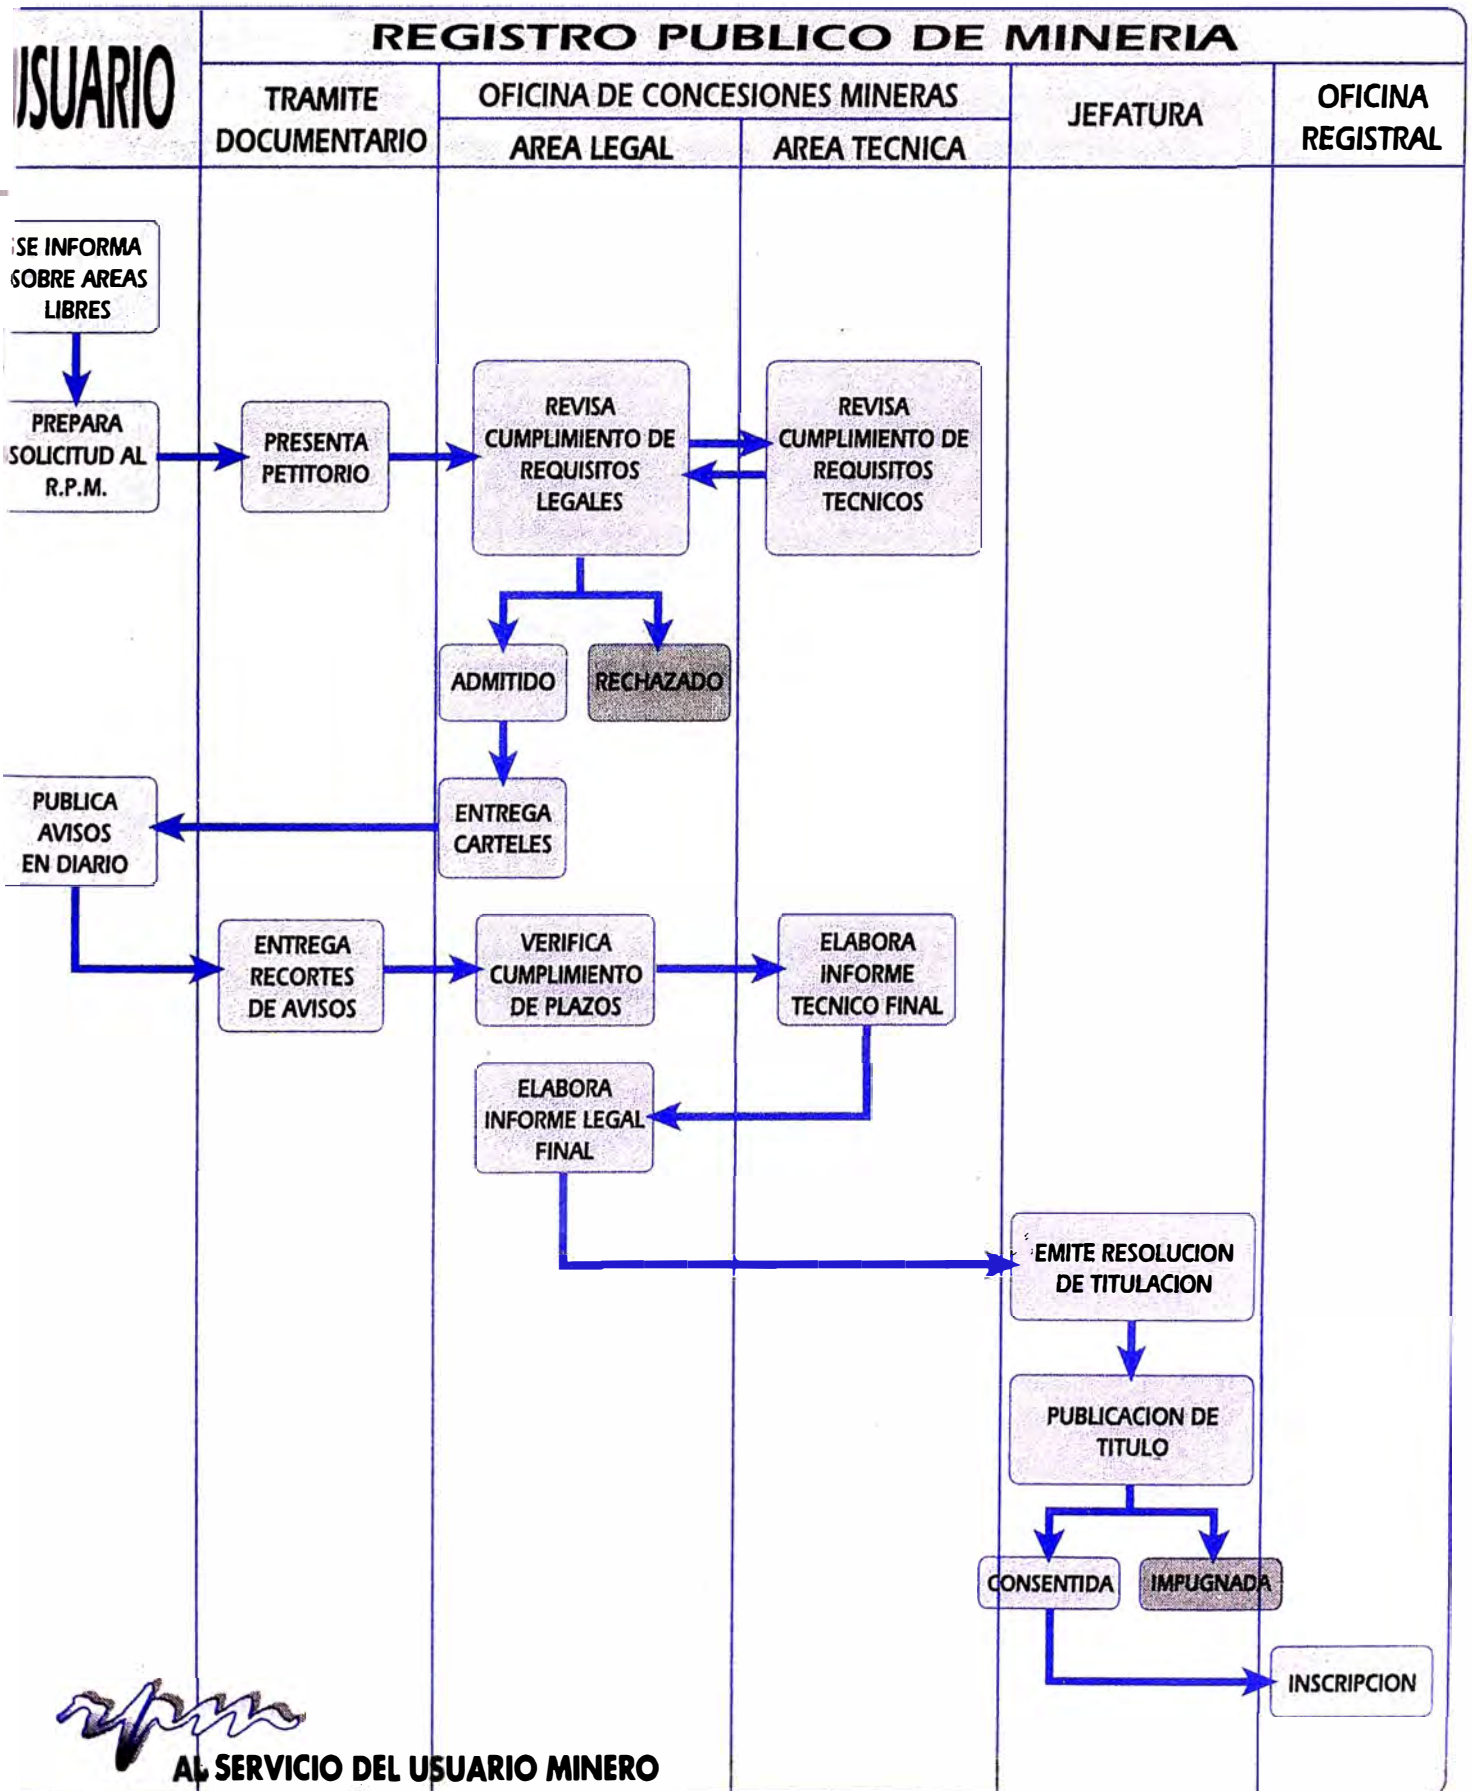 USUARIO
REGISTRO PUBLICO DE MINERIA
TRAMITE
DOCUMENTARIO
OFICINA DE CONCESIONES MINERAS
AREA LEGAL
AREA TECNICA
JEFATURA
OFICINA
REGISTRAL
SE INFORMA
SOBRE AREAS
LIBRES
PREPARA
SOLICITUD AL
R.P.M.
PRESENTA
PETITORIO
REVISA
CUMPLIMIENTO DE
REQUISITOS
LEGALES
REVISA
CUMPLIMIENTO DE
REQUISITOS
TECNICOS
ADMITIDO
RECHAZADO
ENTREGA
CARTELES
PUBLICA
AVISOS
EN DIARIO
ENTREGA
RECORTES
DE AVISOS
VERIFICA
CUMPLIMIENTO
DE PLAZOS
ELABORA
INFORME
TECNICO FINAL
ELABORA
INFORME LEGAL
FINAL
EMITE RESOLUCION
DE TITULACION
PUBLICACION DE
TITULO
CONSENTIDA
IMPUGNADA
INSCRIPCION
rpm
AL SERVICIO DEL USUARIO MINERO